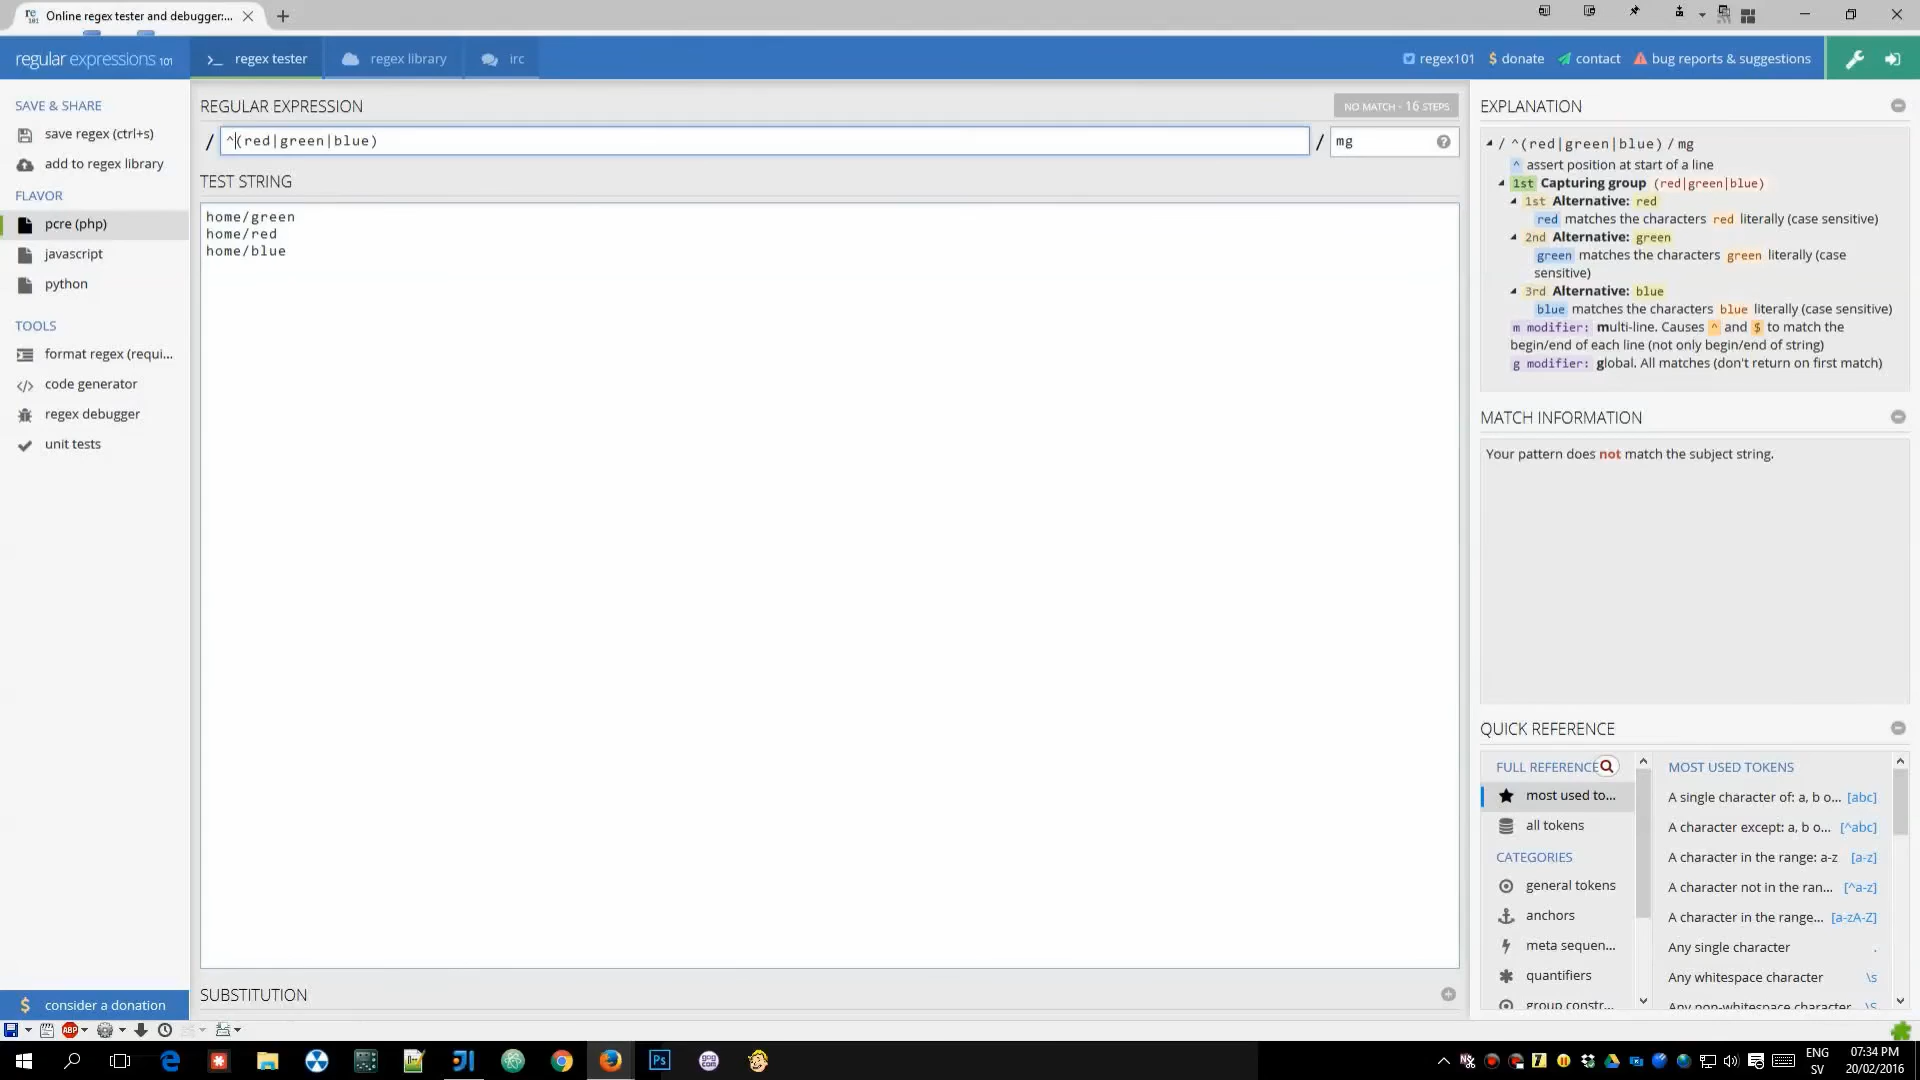 Online regex tester and debugger:...
regular expressions 101
regex tester
regex library
irc
regex101
donate
contact
bug reports & suggestions
SAVE & SHARE
save regex (ctrl+s)
add to regex library
FLAVOR
pcre (php)
javascript
python
TOOLS
format regex (requi...
code generator
regex debugger
unit tests
consider a donation
REGULAR EXPRESSION
NO MATCH - 16 STEPS
/ ^(red|green|blue) / mg
TEST STRING
home/green
home/red
home/blue
SUBSTITUTION
EXPLANATION
/ ^(red|green|blue) / mg
^ assert position at start of a line
1st Capturing group (red|green|blue)
1st Alternative: red
red matches the characters red literally (case sensitive)
2nd Alternative: green
green matches the characters green literally (case
sensitive)
3rd Alternative: blue
blue matches the characters blue literally (case sensitive)
m modifier: multi-line. Causes ^ and $ to match the
begin/end of each line (not only begin/end of string)
g modifier: global. All matches (don't return on first match)
MATCH INFORMATION
Your pattern does not match the subject string.
QUICK REFERENCE
FULL REFERENCE
most used to...
all tokens
CATEGORIES
general tokens
anchors
meta sequen...
quantifiers
group constr...
MOST USED TOKENS
A single character of: a, b o... [abc]
A character except: a, b o... [^abc]
A character in the range: a-z [a-z]
A character not in the ran... [^a-z]
A character in the range... [a-zA-Z]
Any single character .
Any whitespace character \s
Any non-whitespace character \S
ABP
Ps
ENG
SV
07:34 PM
20/02/2016